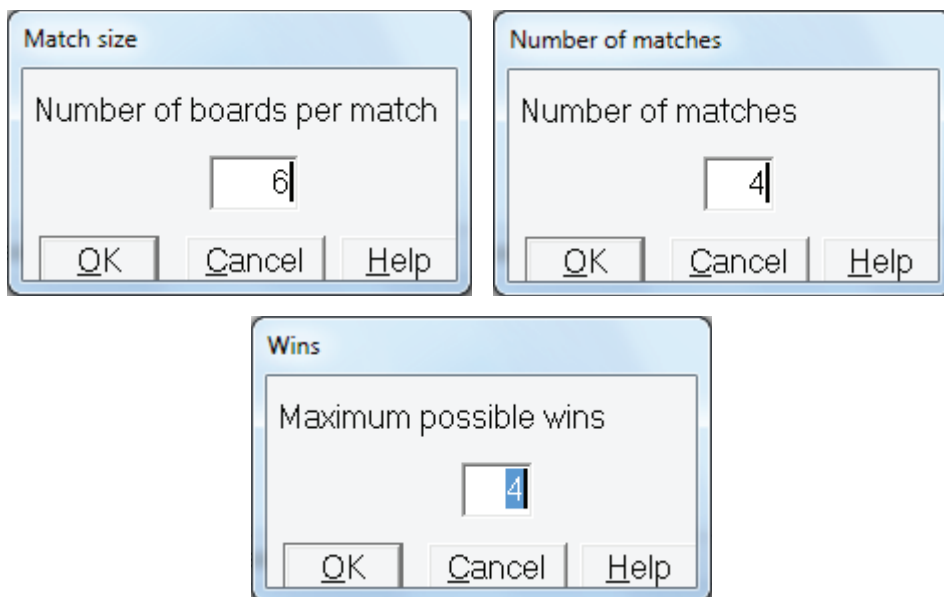 Match size
Number of boards per match
6
OK Cancel Help
Number of matches
Number of matches
4
OK Cancel Help
Wins
Maximum possible wins
4
OK Cancel Help